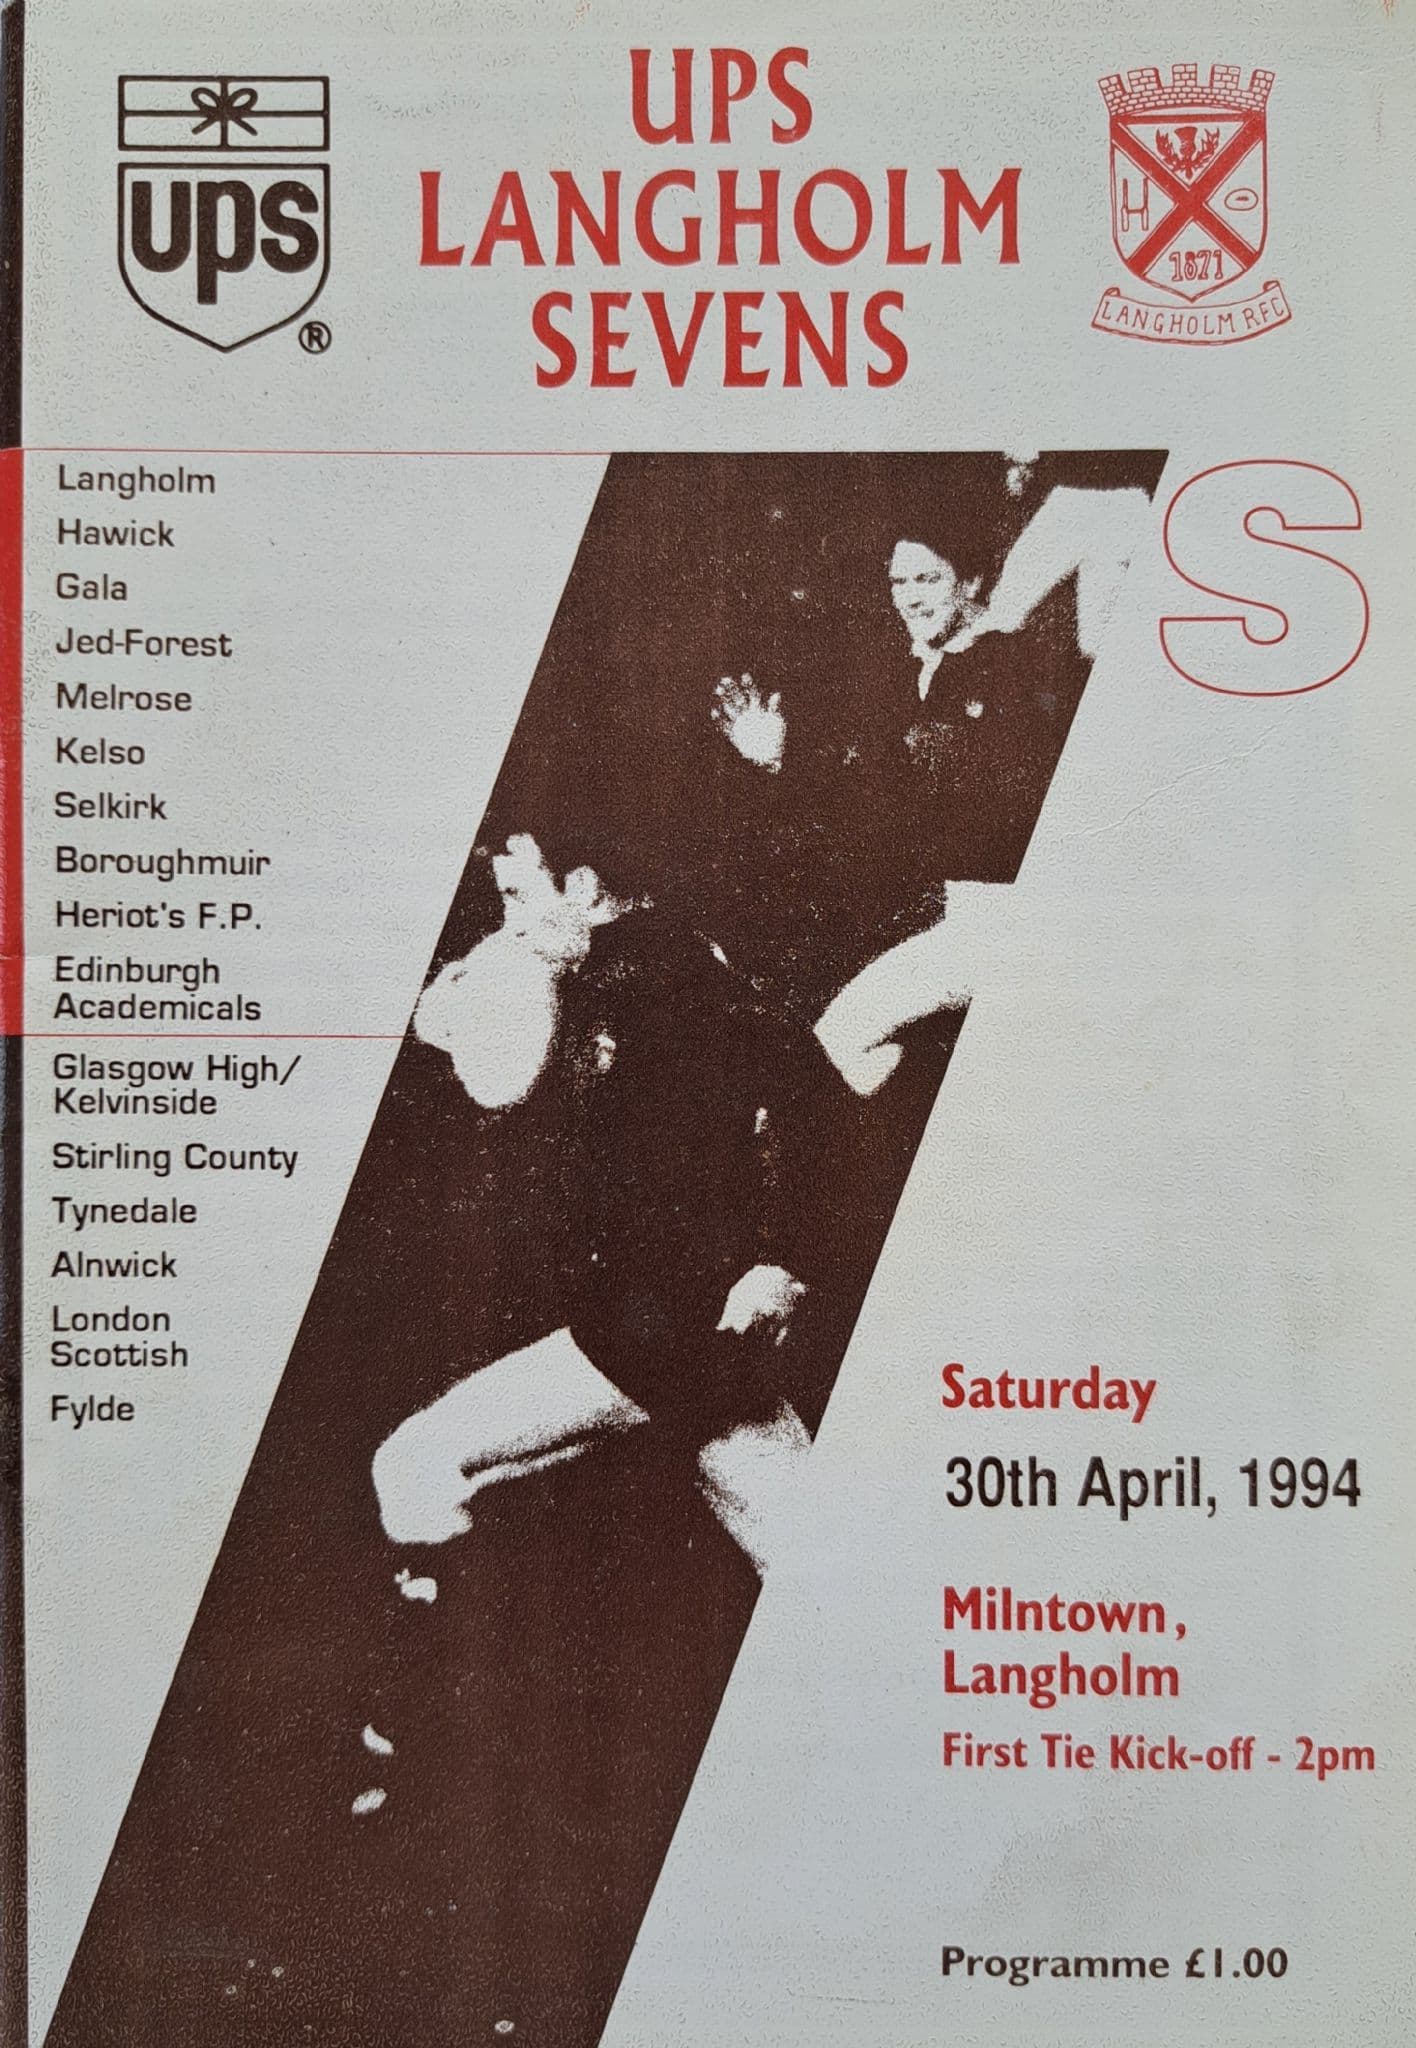 ups
®
UPS
LANGHOLM
SEVENS
1871
LANGHOLM RFC
S
Langholm
Hawick
Gala
Jed-Forest
Melrose
Kelso
Selkirk
Boroughmuir
Heriot's F.P.
Edinburgh
Academicals
Glasgow High/
Kelvinside
Stirling County
Tynedale
Alnwick
London
Scottish
Fylde
Saturday
30th April, 1994
Milntown,
Langholm
First Tie Kick-off - 2pm
Programme £1.00